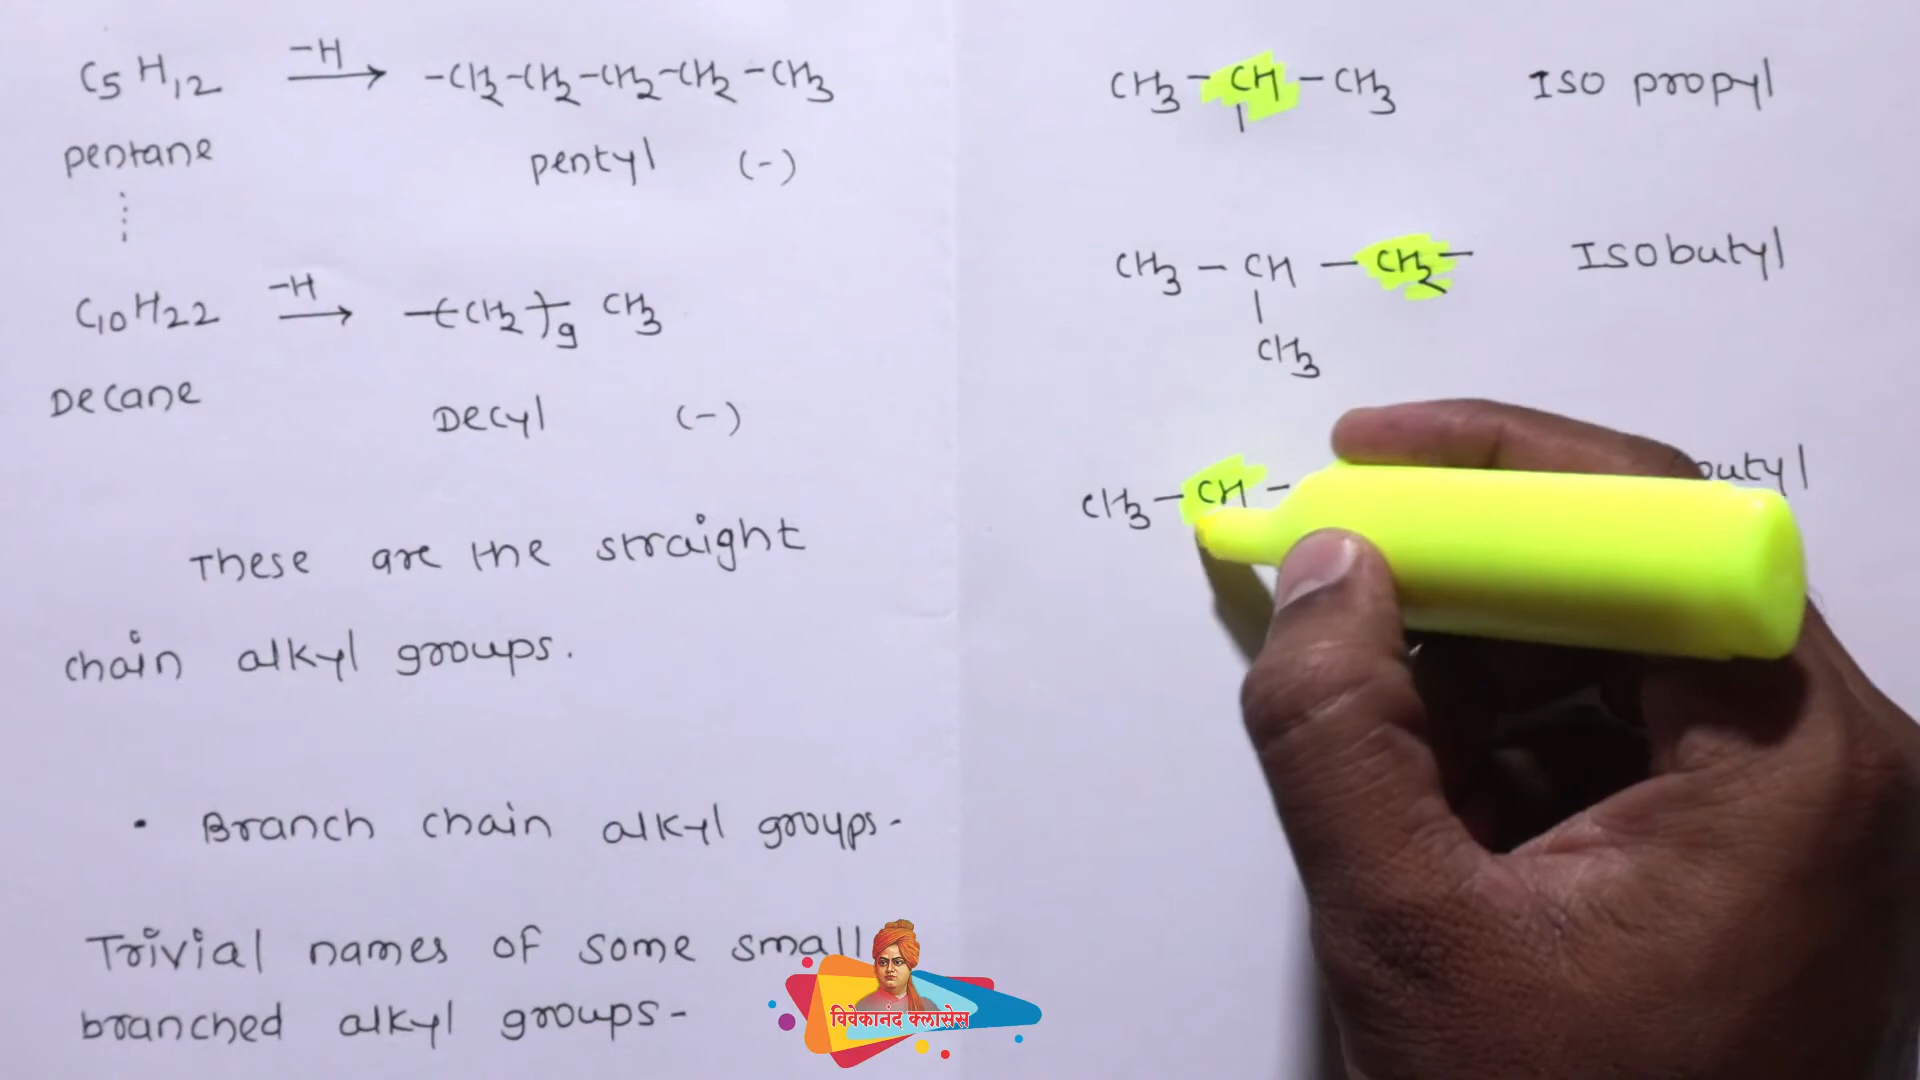 C5H12 -H → -CH2-CH2-CH2-CH2-CH3
pentane pentyl (-)
C10H22 -H → -(CH2)-9 CH3
Decane Decyl (-)
These are the straight
chain alkyl groups.
• Branch chain alkyl groups-
Trivial names of some small
branched alkyl groups-
CH3-CH-CH3 Iso propyl
CH3-CH-CH2- Isobutyl
CH3
CH3-CH- butyl
विवेकानंद क्लासेस